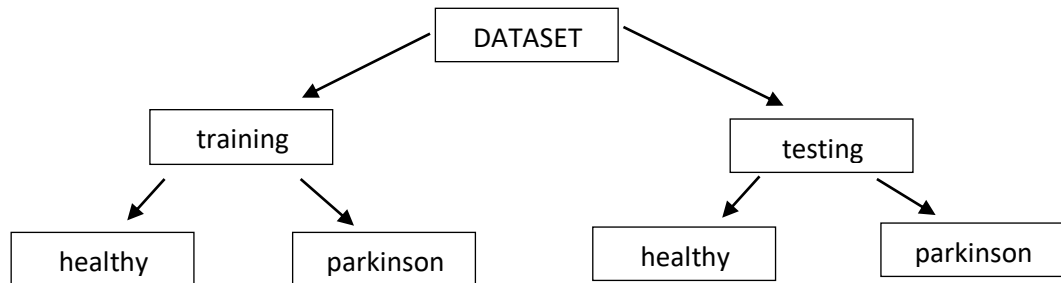 DATASET
training
testing
healthy
parkinson
healthy
parkinson